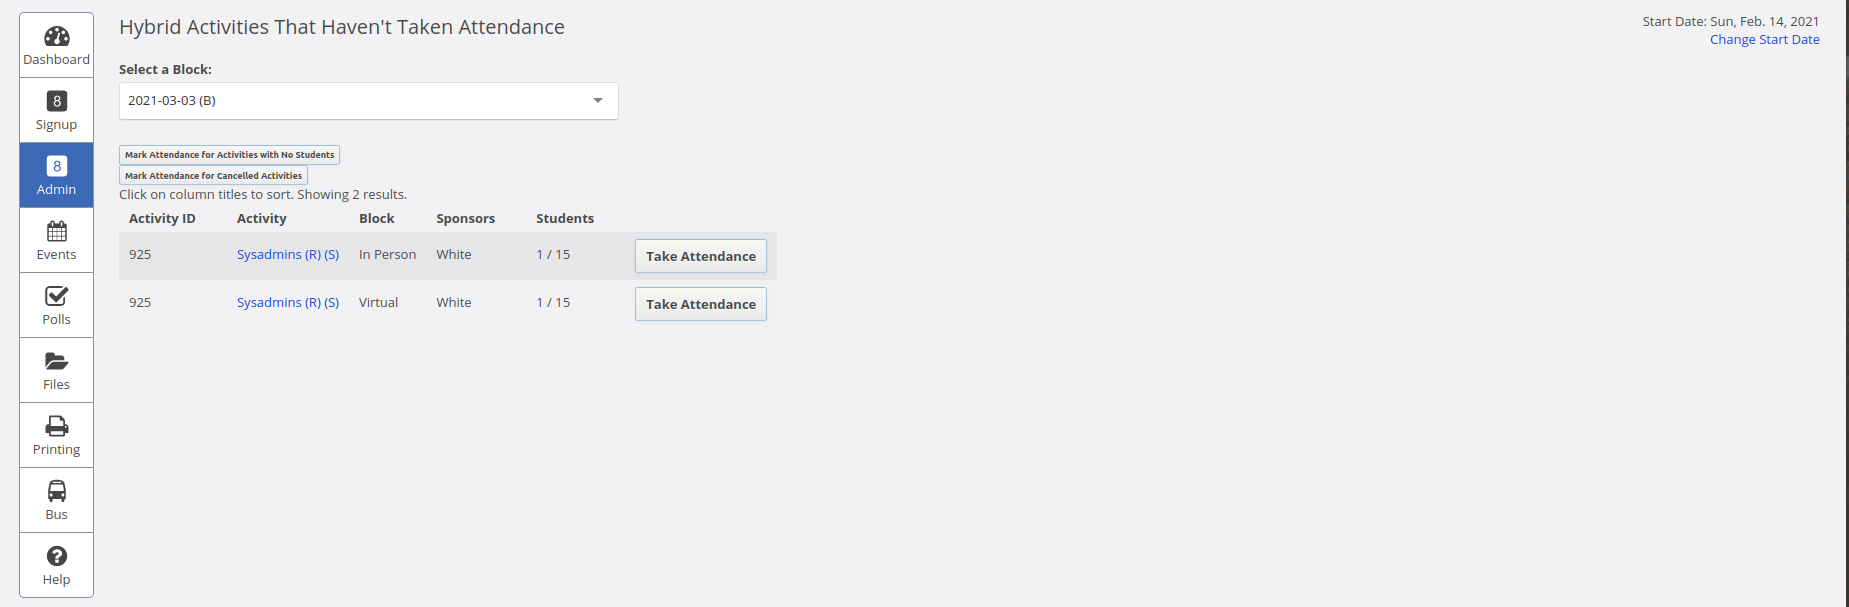 Dashboard
8
Signup
8
Admin
Events
Polls
Files
Printing
Bus
?
Help
Hybrid Activities That Haven't Taken Attendance
Start Date: Sun, Feb. 14, 2021
Change Start Date
Select a Block:
2021-03-03 (B)
Mark Attendance for Activities with No Students
Mark Attendance for Cancelled Activities
Click on column titles to sort. Showing 2 results.
Activity ID Activity Block Sponsors Students
925 Sysadmins (R) (S) In Person White 1 / 15 Take Attendance
925 Sysadmins (R) (S) Virtual White 1 / 15 Take Attendance